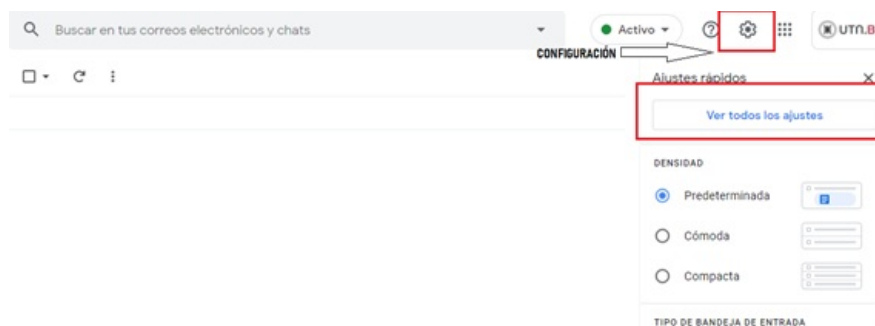 Buscar en tus correos electrónicos y chats
Activo
UTN.B
CONFIGURACIÓN
Ajustes rápidos
Ver todos los ajustes
DENSIDAD
Predeterminada
Cómoda
Compacta
TIPO DE BANDEJA DE ENTRADA